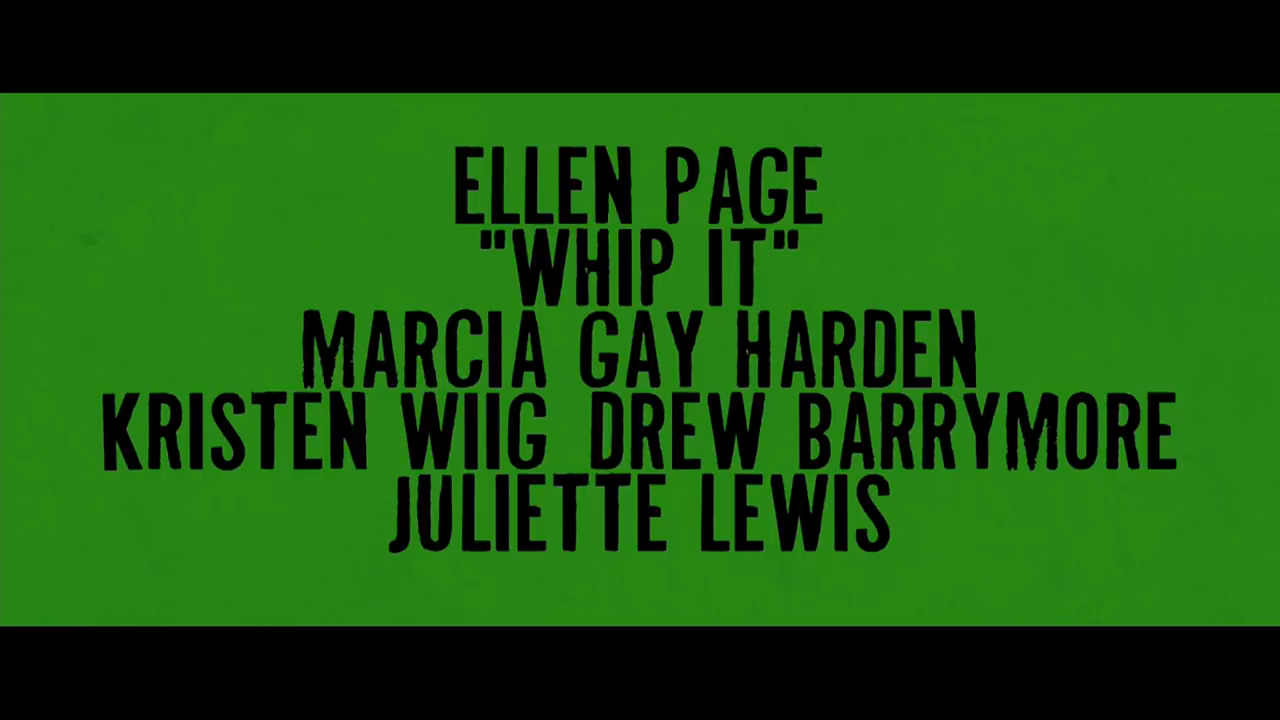 ELLEN PAGE
"WHIP IT"
MARCIA GAY HARDEN
KRISTEN WIIG DREW BARRYMORE
JULIETTE LEWIS